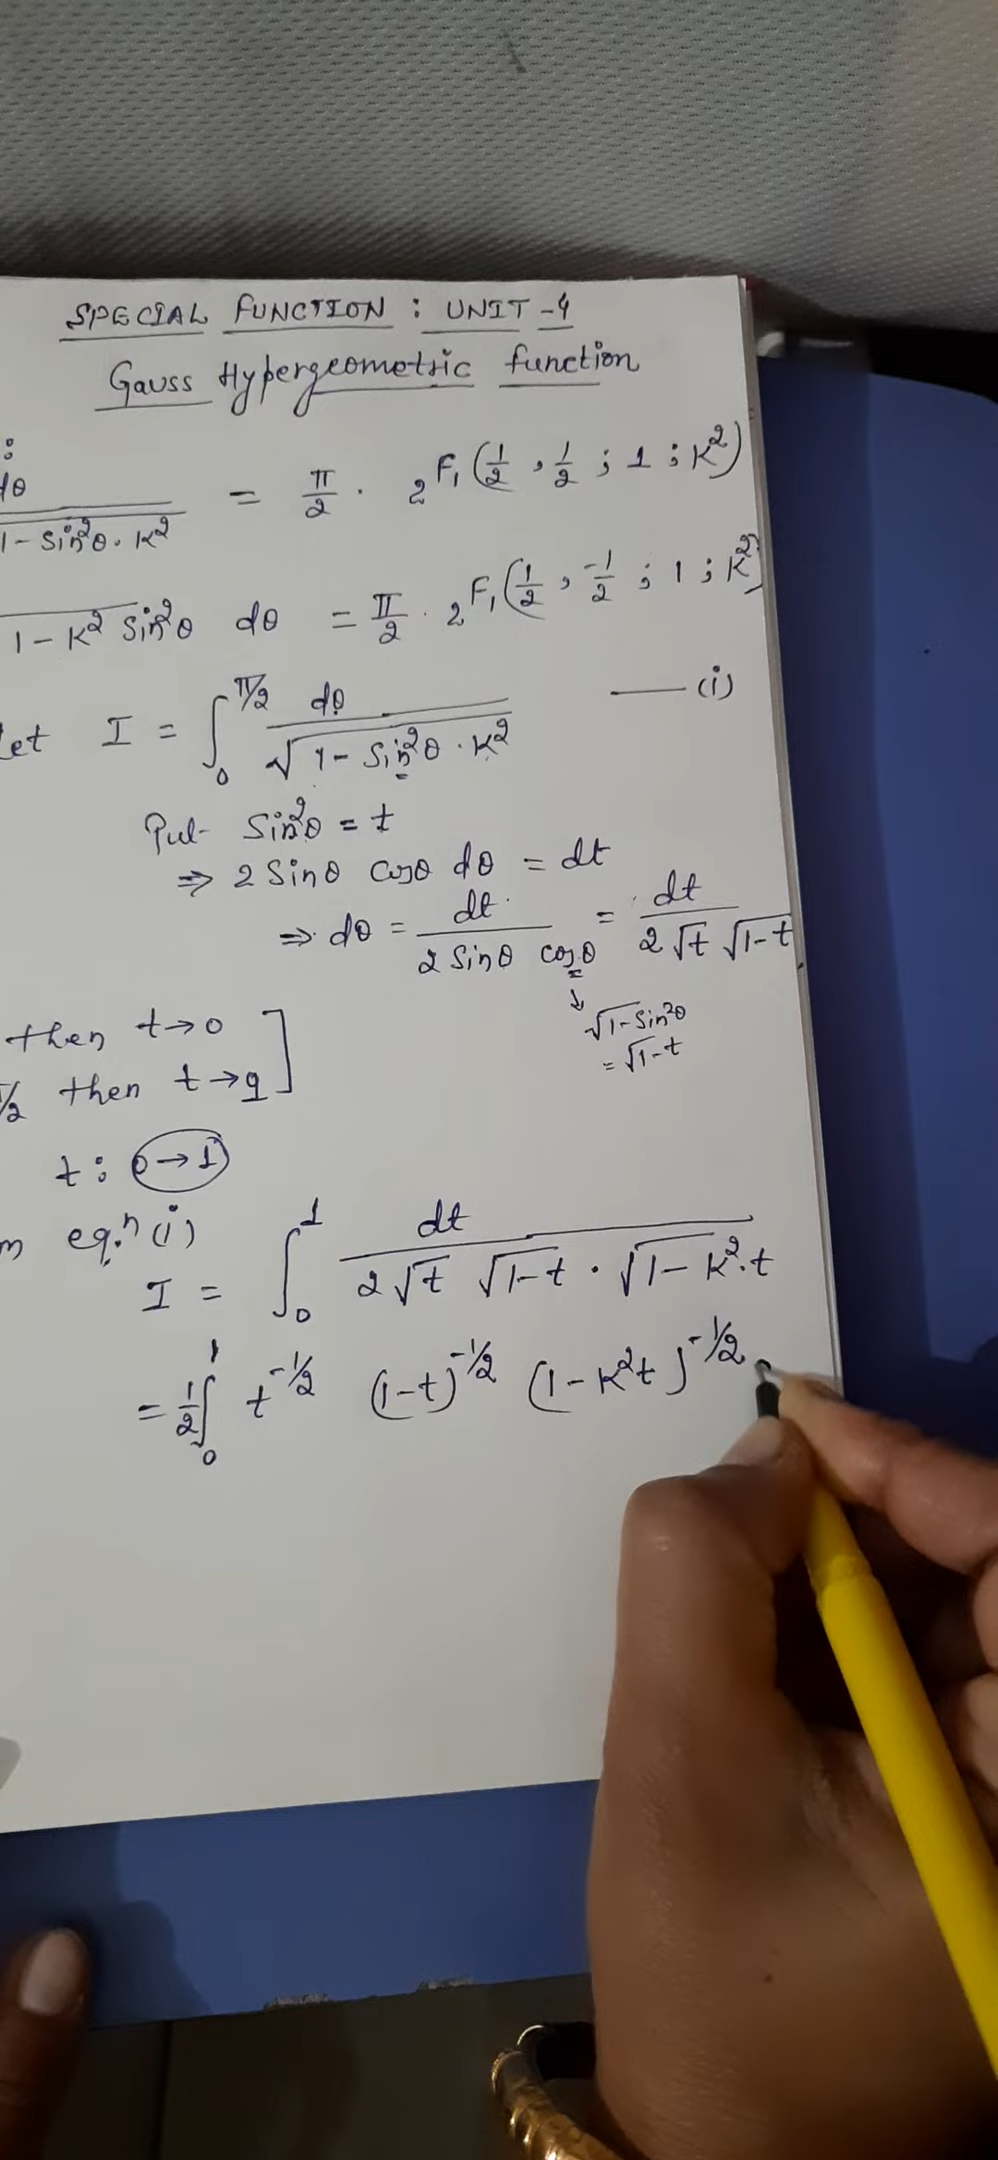 SPECIAL FUNCTION : UNIT-4
Gauss Hypergeometric function
:
dθ
1 - Sin²θ · K² = π/2 · ₂F₁(1/2, 1/2 ; 1 ; K²)
1 - K² Sin²θ dθ = π/2 · ₂F₁(1/2, -1/2 ; 1 ; K²)
Let I = ∫₀^π/2 dθ / √(1 - Sin²θ · K²) —(i)
Put Sin²θ = t
⇒ 2 Sinθ cosθ dθ = dt
⇒ dθ = dt / (2 Sinθ cosθ) = dt / (2√t √(1-t))
↓
√(1-Sin²θ)
= √(1-t)
then t→0 ]
/2 then t→1 ]
t : 0→1
m eq.ⁿ (i)
I = ∫₀¹ dt / (2√t √(1-t) · √(1-K²·t))
= 1/2 ∫₀¹ t^-1/2 (1-t)^-1/2 (1-K²t)^-1/2